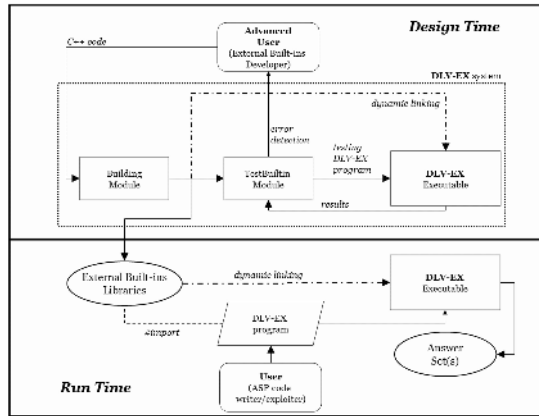 Advanced
User
(External Built-ins
Developer)
Design Time
C++ code
DLV-EX system
dynamic linking
error
detection
testing
DLV-EX
program
Building
Module
TestBuiltin
Module
DLV-EX
Executable
results
External Built-ins
Libraries
dynamic linking
DLV-EX
Executable
#import
DLV-EX
program
Answer
Set(s)
User
(ASP code
writer/exploiter)
Run Time